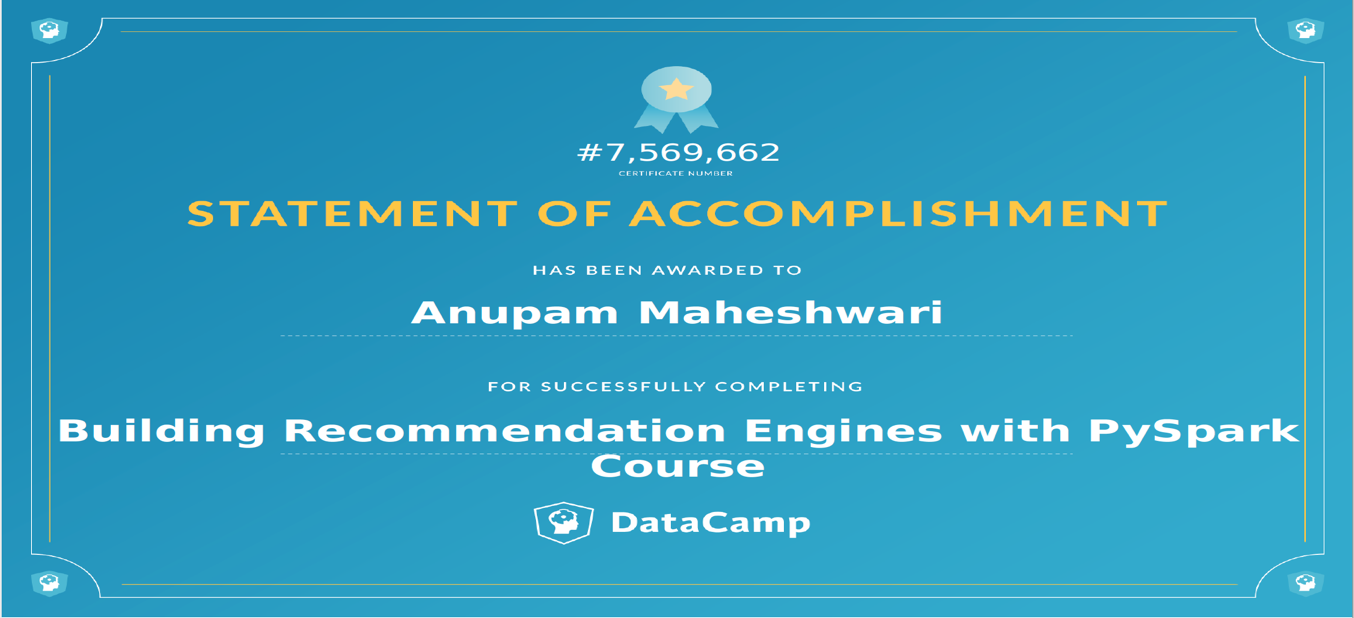 #7,569,662
CERTIFICATE NUMBER
STATEMENT OF ACCOMPLISHMENT
HAS BEEN AWARDED TO
Anupam Maheshwari
FOR SUCCESSFULLY COMPLETING
Building Recommendation Engines with PySpark
Course
DataCamp